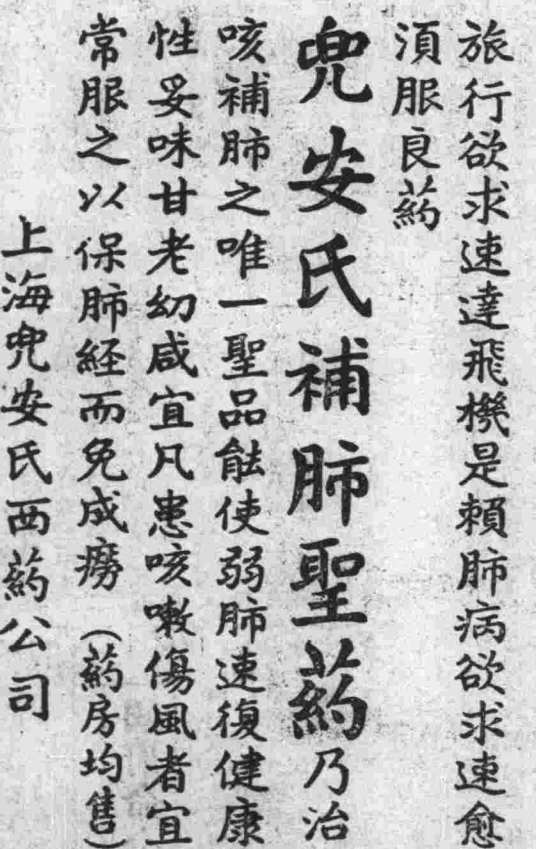 旅行欲求速達飛機是賴肺病欲求速愈
湏服良葯
兜安氏補肺聖葯乃治
咳補肺之唯一聖品能使弱肺速復健康
性妥味甘老幼咸宜凡患咳嗽傷風者宜
常服之以保肺経而免成癆（葯房均售）
上海兜安氏西葯公司